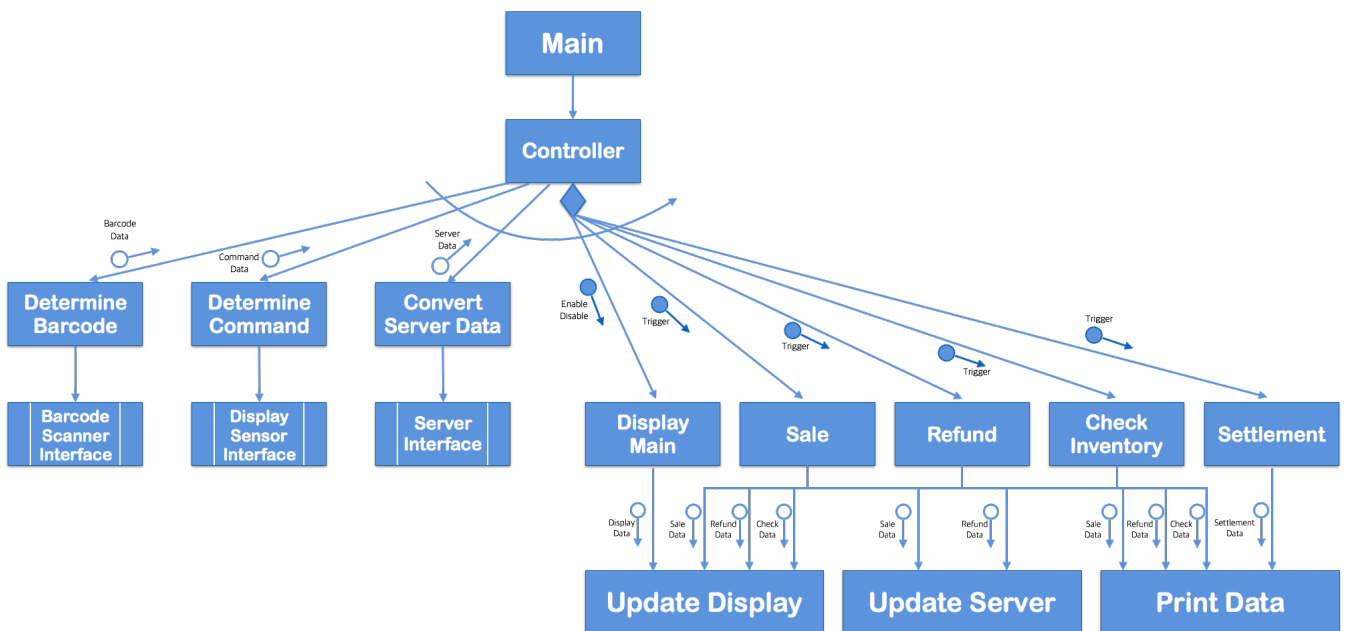 Main
Controller
Barcode
Data
Command
Data
Server
Data
Determine
Barcode
Determine
Command
Convert
Server Data
Enable
Disable
Trigger
Trigger
Trigger
Trigger
Barcode
Scanner
Interface
Display
Sensor
Interface
Server
Interface
Display
Main
Sale
Refund
Check
Inventory
Settlement
Display
Data
Sale
Data
Refund
Data
Check
Data
Sale
Data
Refund
Data
Sale
Data
Refund
Data
Check
Data
Settlement
Data
Update Display
Update Server
Print Data